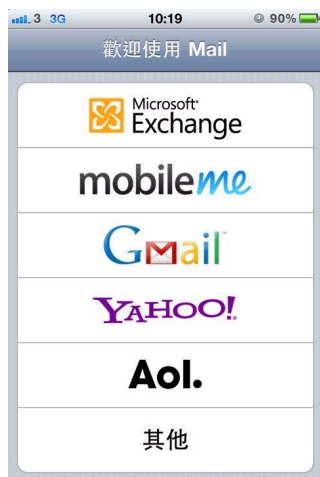 3 3G 10:19 90%
歡迎使用 Mail
Microsoft
Exchange
mobileme
Gmail
YAHOO!
Aol.
其他